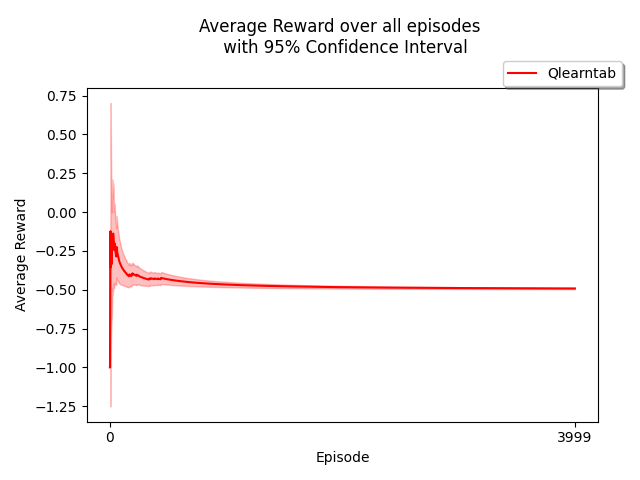 Average Reward over all episodes
with 95% Confidence Interval
Qlearntab
0.75
0.50
0.25
0.00
−0.25
−0.50
−0.75
−1.00
−1.25
Average Reward
0
3999
Episode